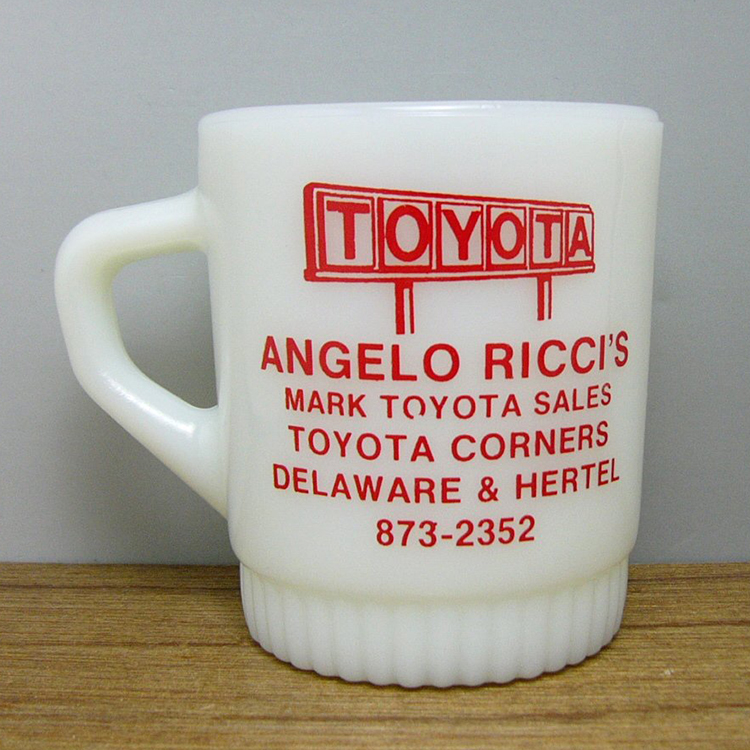 TOYOTA
ANGELO RICCI'S
MARK TOYOTA SALES
TOYOTA CORNERS
DELAWARE & HERTEL
873-2352